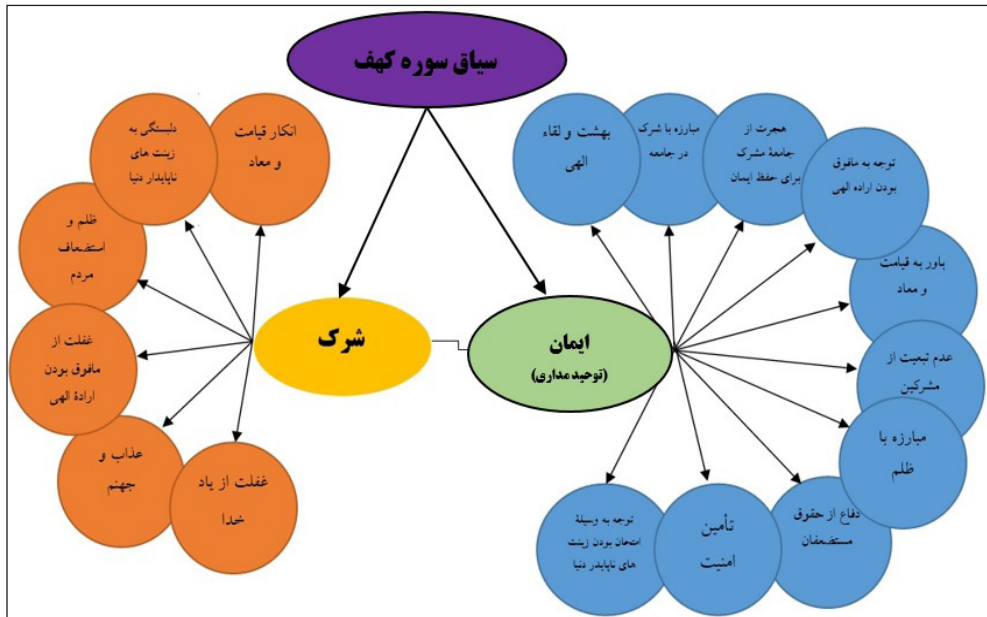 سیاق سوره کهف
هجرت از
جامعهٔ مشرک
برای حفظ ایمان
مبارزه با شرک
در جامعه
بهشت و لقاء
الهی
توجه به مافوق
بودن اراده الهی
باور به قیامت
و معاد
عدم تبعیت از
مشرکین
مبارزه با
ظلم
دفاع از حقوق
مستضعفان
تأمین
امنیت
توجه به وسیلهٔ
امتحان بودن زینت
های ناپایدر دنیا
ایمان
(توحیدمداری)
شرک
انکار قیامت
و معاد
دلبستگی به
زینت های
ناپایدار دنیا
ظلم و
استضعاف
مردم
غفلت از
مافوق بودن
ارادهٔ الهی
عذاب و
جهنم
غفلت از یاد
خدا